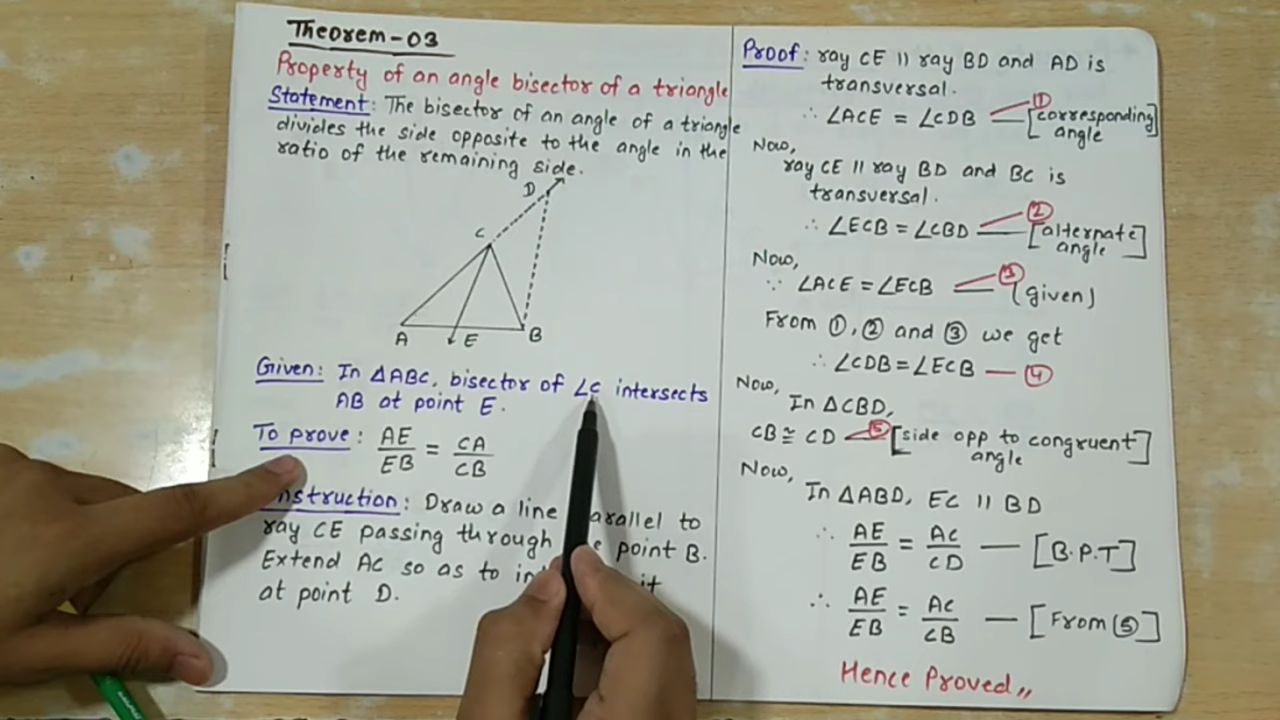 Theorem-03
Property of an angle bisector of a triangle
Statement: The bisector of an angle of a triangle
divides the side opposite to the angle in the
ratio of the remaining side.
D
C
A E B
Given: In ΔABC, bisector of ∠C intersects
AB at point E.
To prove: AE/EB = CA/CB
Draw a line
ray CE passing through point B.
Extend AC so as to it
at point D.
Proof: ray CE || ray BD and AD is
transversal.
∴ ∠ACE = ∠CDB — ① [corresponding
angle]
Now,
ray CE || ray BD and BC is
transversal.
∴ ∠ECB = ∠CBD — ② [alternate
angle]
Now,
∵ ∠ACE = ∠ECB — ③ (given)
From ①, ② and ③ we get
∴ ∠CDB = ∠ECB — ④
Now,
In ΔCBD,
CB ≅ CD — ⑤ [side opp to congruent
angle]
Now,
In ΔABD, EC || BD
∴ AE/EB = AC/CD — [B.P.T]
∴ AE/EB = AC/CB — [From ⑤]
Hence Proved,,